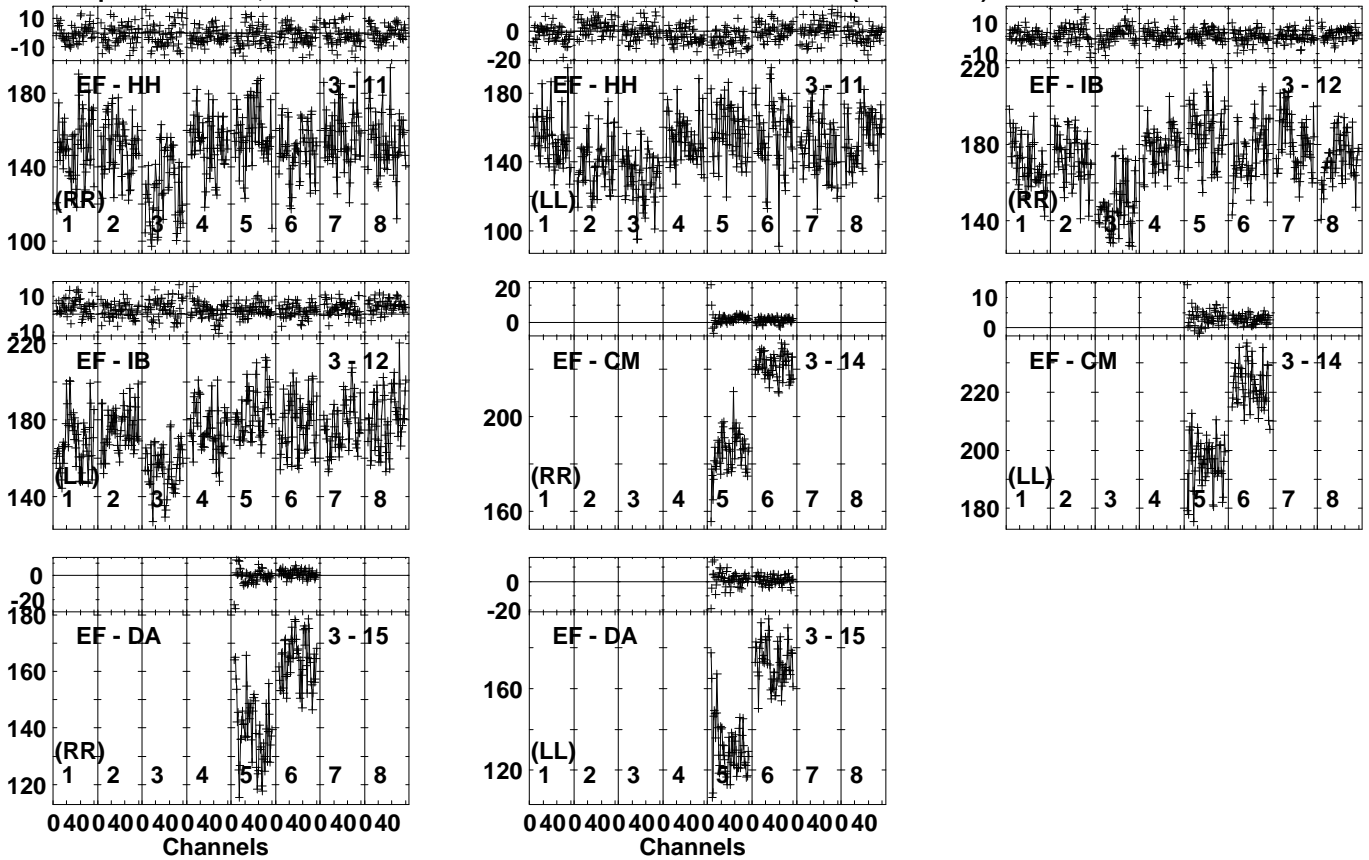 10 0 10
-10 -20 -10
EF - HH 3 - 11 EF - HH 3 - 11 EF - IB 3 - 12
180 180 220
140 140 180
100 100 140
(RR) (LL) (RR)
1 2 3 4 5 6 7 8 1 2 3 4 5 6 7 8 1 2 3 4 5 6 7 8
10 20 10
-10 0 0
EF - IB 3 - 12 EF - CM 3 - 14 EF - CM 3 - 14
220 200 220
180 160 200
140 180
(LL) (RR) (LL)
1 2 3 4 5 6 7 8 1 2 3 4 5 6 7 8 1 2 3 4 5 6 7 8
0 0
-20 -20
EF - DA 3 - 15 EF - DA 3 - 15
180 160
160 120
140
120
(RR) (LL)
1 2 3 4 5 6 7 8 1 2 3 4 5 6 7 8
0 40 0 40 0 40 0 40 0 40 0 40 0 40 0 40 0 40 0 40 0 40 0 40 0 40 0 40 0 40 0 40
Channels Channels